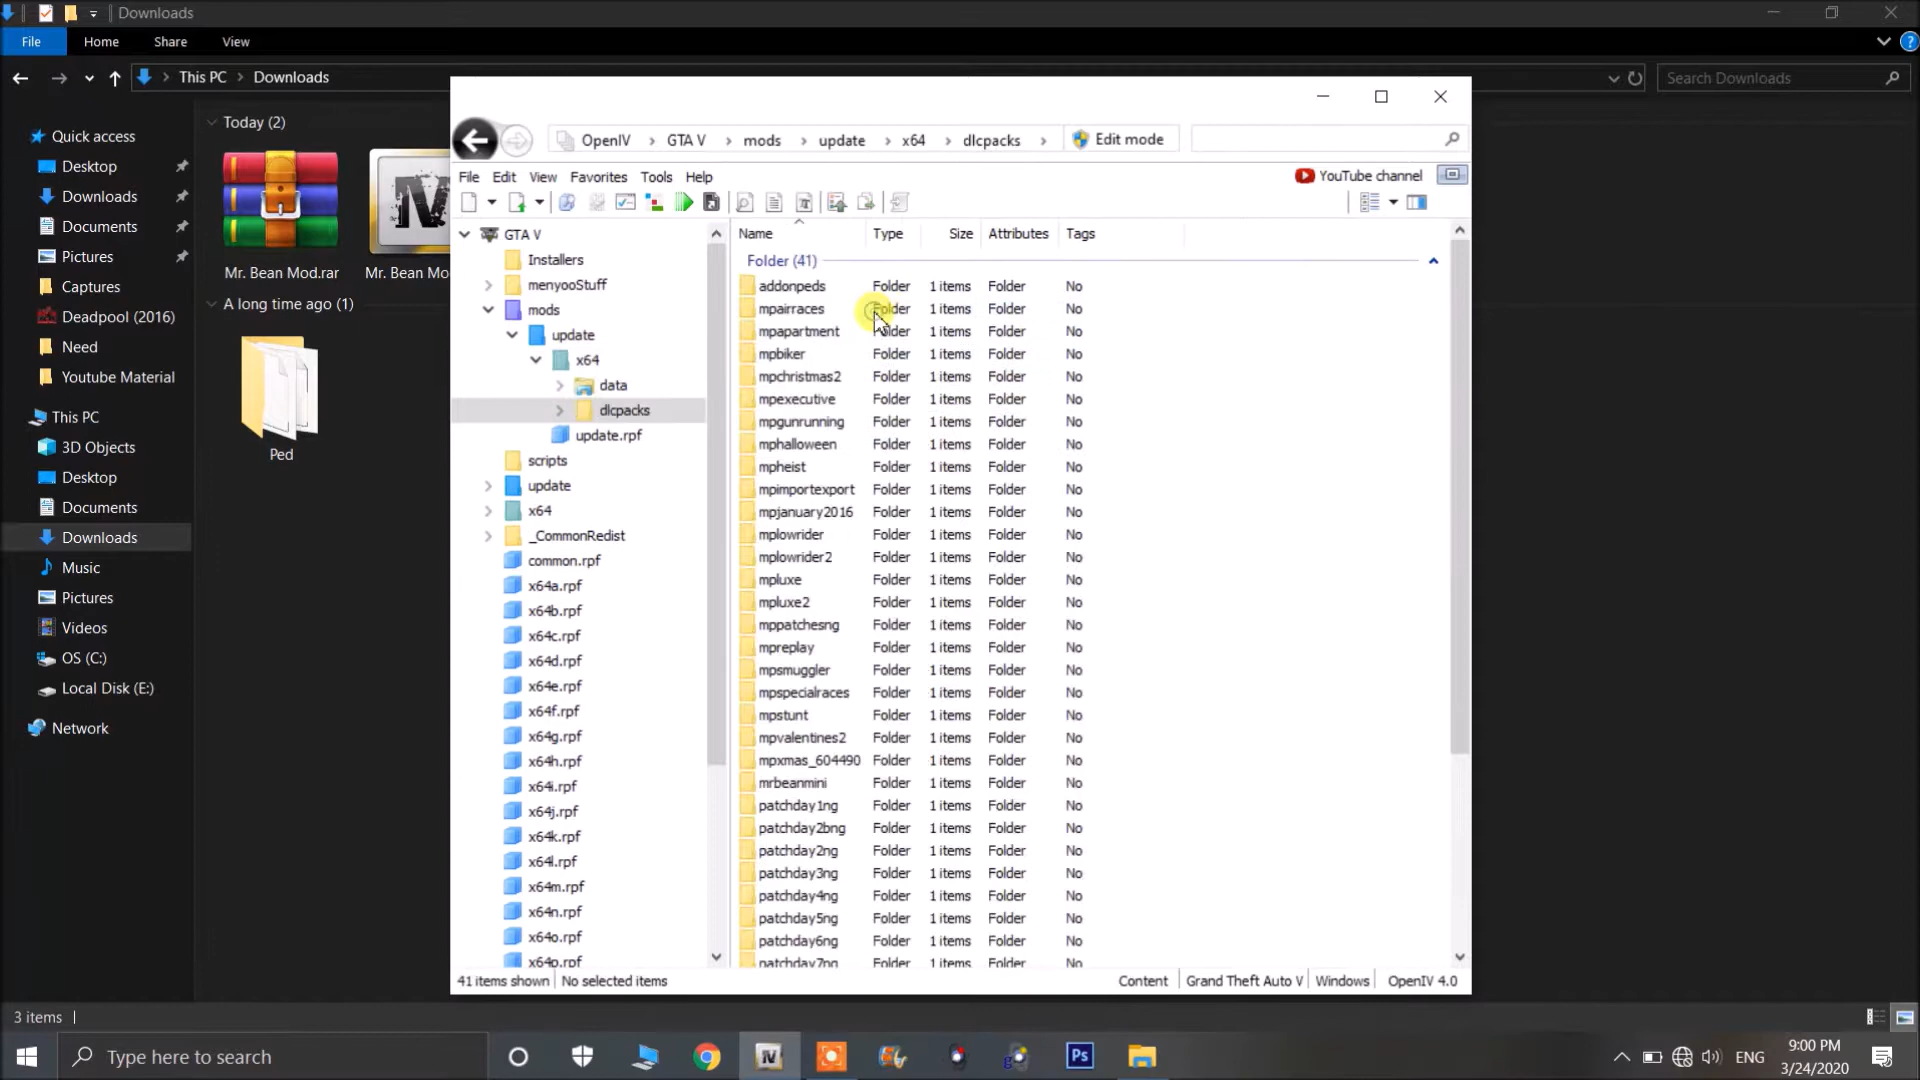 Downloads
File Home Share View
This PC Downloads
Search Downloads
Quick access
Desktop
Downloads
Documents
Pictures
Captures
Deadpool (2016)
Need
Youtube Material
This PC
3D Objects
Desktop
Documents
Downloads
Music
Pictures
Videos
OS (C:)
Local Disk (E:)
Network
Today (2)
Mr. Bean Mod.rar
Mr. Bean Mo
A long time ago (1)
Ped
OpenIV GTA V mods update x64 dlcpacks Edit mode
File Edit View Favorites Tools Help
YouTube channel
GTA V
Installers
menyooStuff
mods
update
x64
data
dlcpacks
update.rpf
scripts
update
x64
_CommonRedist
common.rpf
x64a.rpf
x64b.rpf
x64c.rpf
x64d.rpf
x64e.rpf
x64f.rpf
x64g.rpf
x64h.rpf
x64i.rpf
x64j.rpf
x64k.rpf
x64l.rpf
x64m.rpf
x64n.rpf
x64o.rpf
x64p.rpf
Name Type Size Attributes Tags
Folder (41)
addonpeds Folder 1 items Folder No
mpairraces Folder 1 items Folder No
mpapartment Folder 1 items Folder No
mpbiker Folder 1 items Folder No
mpchristmas2 Folder 1 items Folder No
mpexecutive Folder 1 items Folder No
mpgunrunning Folder 1 items Folder No
mphalloween Folder 1 items Folder No
mpheist Folder 1 items Folder No
mpimportexport Folder 1 items Folder No
mpjanuary2016 Folder 1 items Folder No
mplowrider Folder 1 items Folder No
mplowrider2 Folder 1 items Folder No
mpluxe Folder 1 items Folder No
mpluxe2 Folder 1 items Folder No
mppatchesng Folder 1 items Folder No
mpreplay Folder 1 items Folder No
mpsmuggler Folder 1 items Folder No
mpspecialraces Folder 1 items Folder No
mpstunt Folder 1 items Folder No
mpvalentines2 Folder 1 items Folder No
mpxmas_604490 Folder 1 items Folder No
mrbeanmini Folder 1 items Folder No
patchday1ng Folder 1 items Folder No
patchday2bng Folder 1 items Folder No
patchday2ng Folder 1 items Folder No
patchday3ng Folder 1 items Folder No
patchday4ng Folder 1 items Folder No
patchday5ng Folder 1 items Folder No
patchday6ng Folder 1 items Folder No
patchday7ng Folder 1 items Folder No
41 items shown No selected items Content Grand Theft Auto V Windows OpenIV 4.0
3 items
Type here to search
Ps
ENG
9:00 PM
3/24/2020